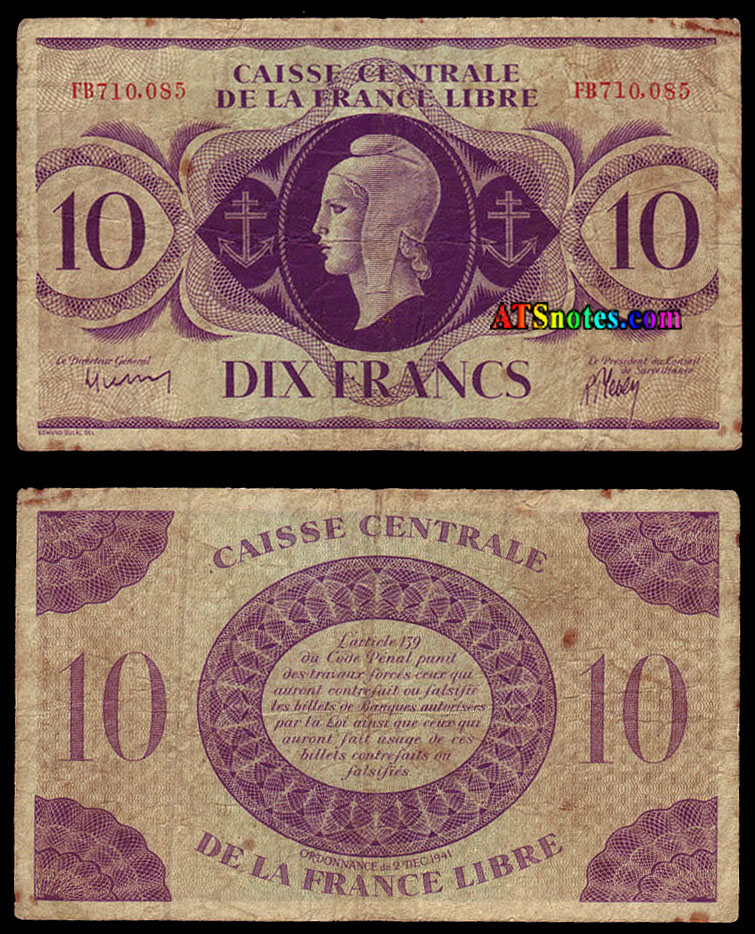 CAISSE CENTRALE
DE LA FRANCE LIBRE
FB710,085
FB710,085
10
10
ATSnotes.com
Le Directeur Général
Le Président du Conseil
de Surveillance
DIX FRANCS
EDMUND DULAC DEL.
CAISSE CENTRALE
10
10
L'article 139
du Code Pénal punit
des travaux forcés ceux qui
auront contrefait ou falsifié
les billets de Banques autorisées
par la Loi ainsi que ceux qui
auront fait usage de ces
billets contrefaits ou
falsifiés.
ORDONNANCE du 2 DEC. 1941
DE LA FRANCE LIBRE